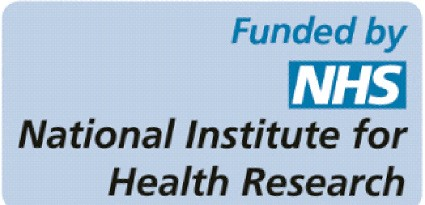 Funded by
NHS
National Institute for
Health Research